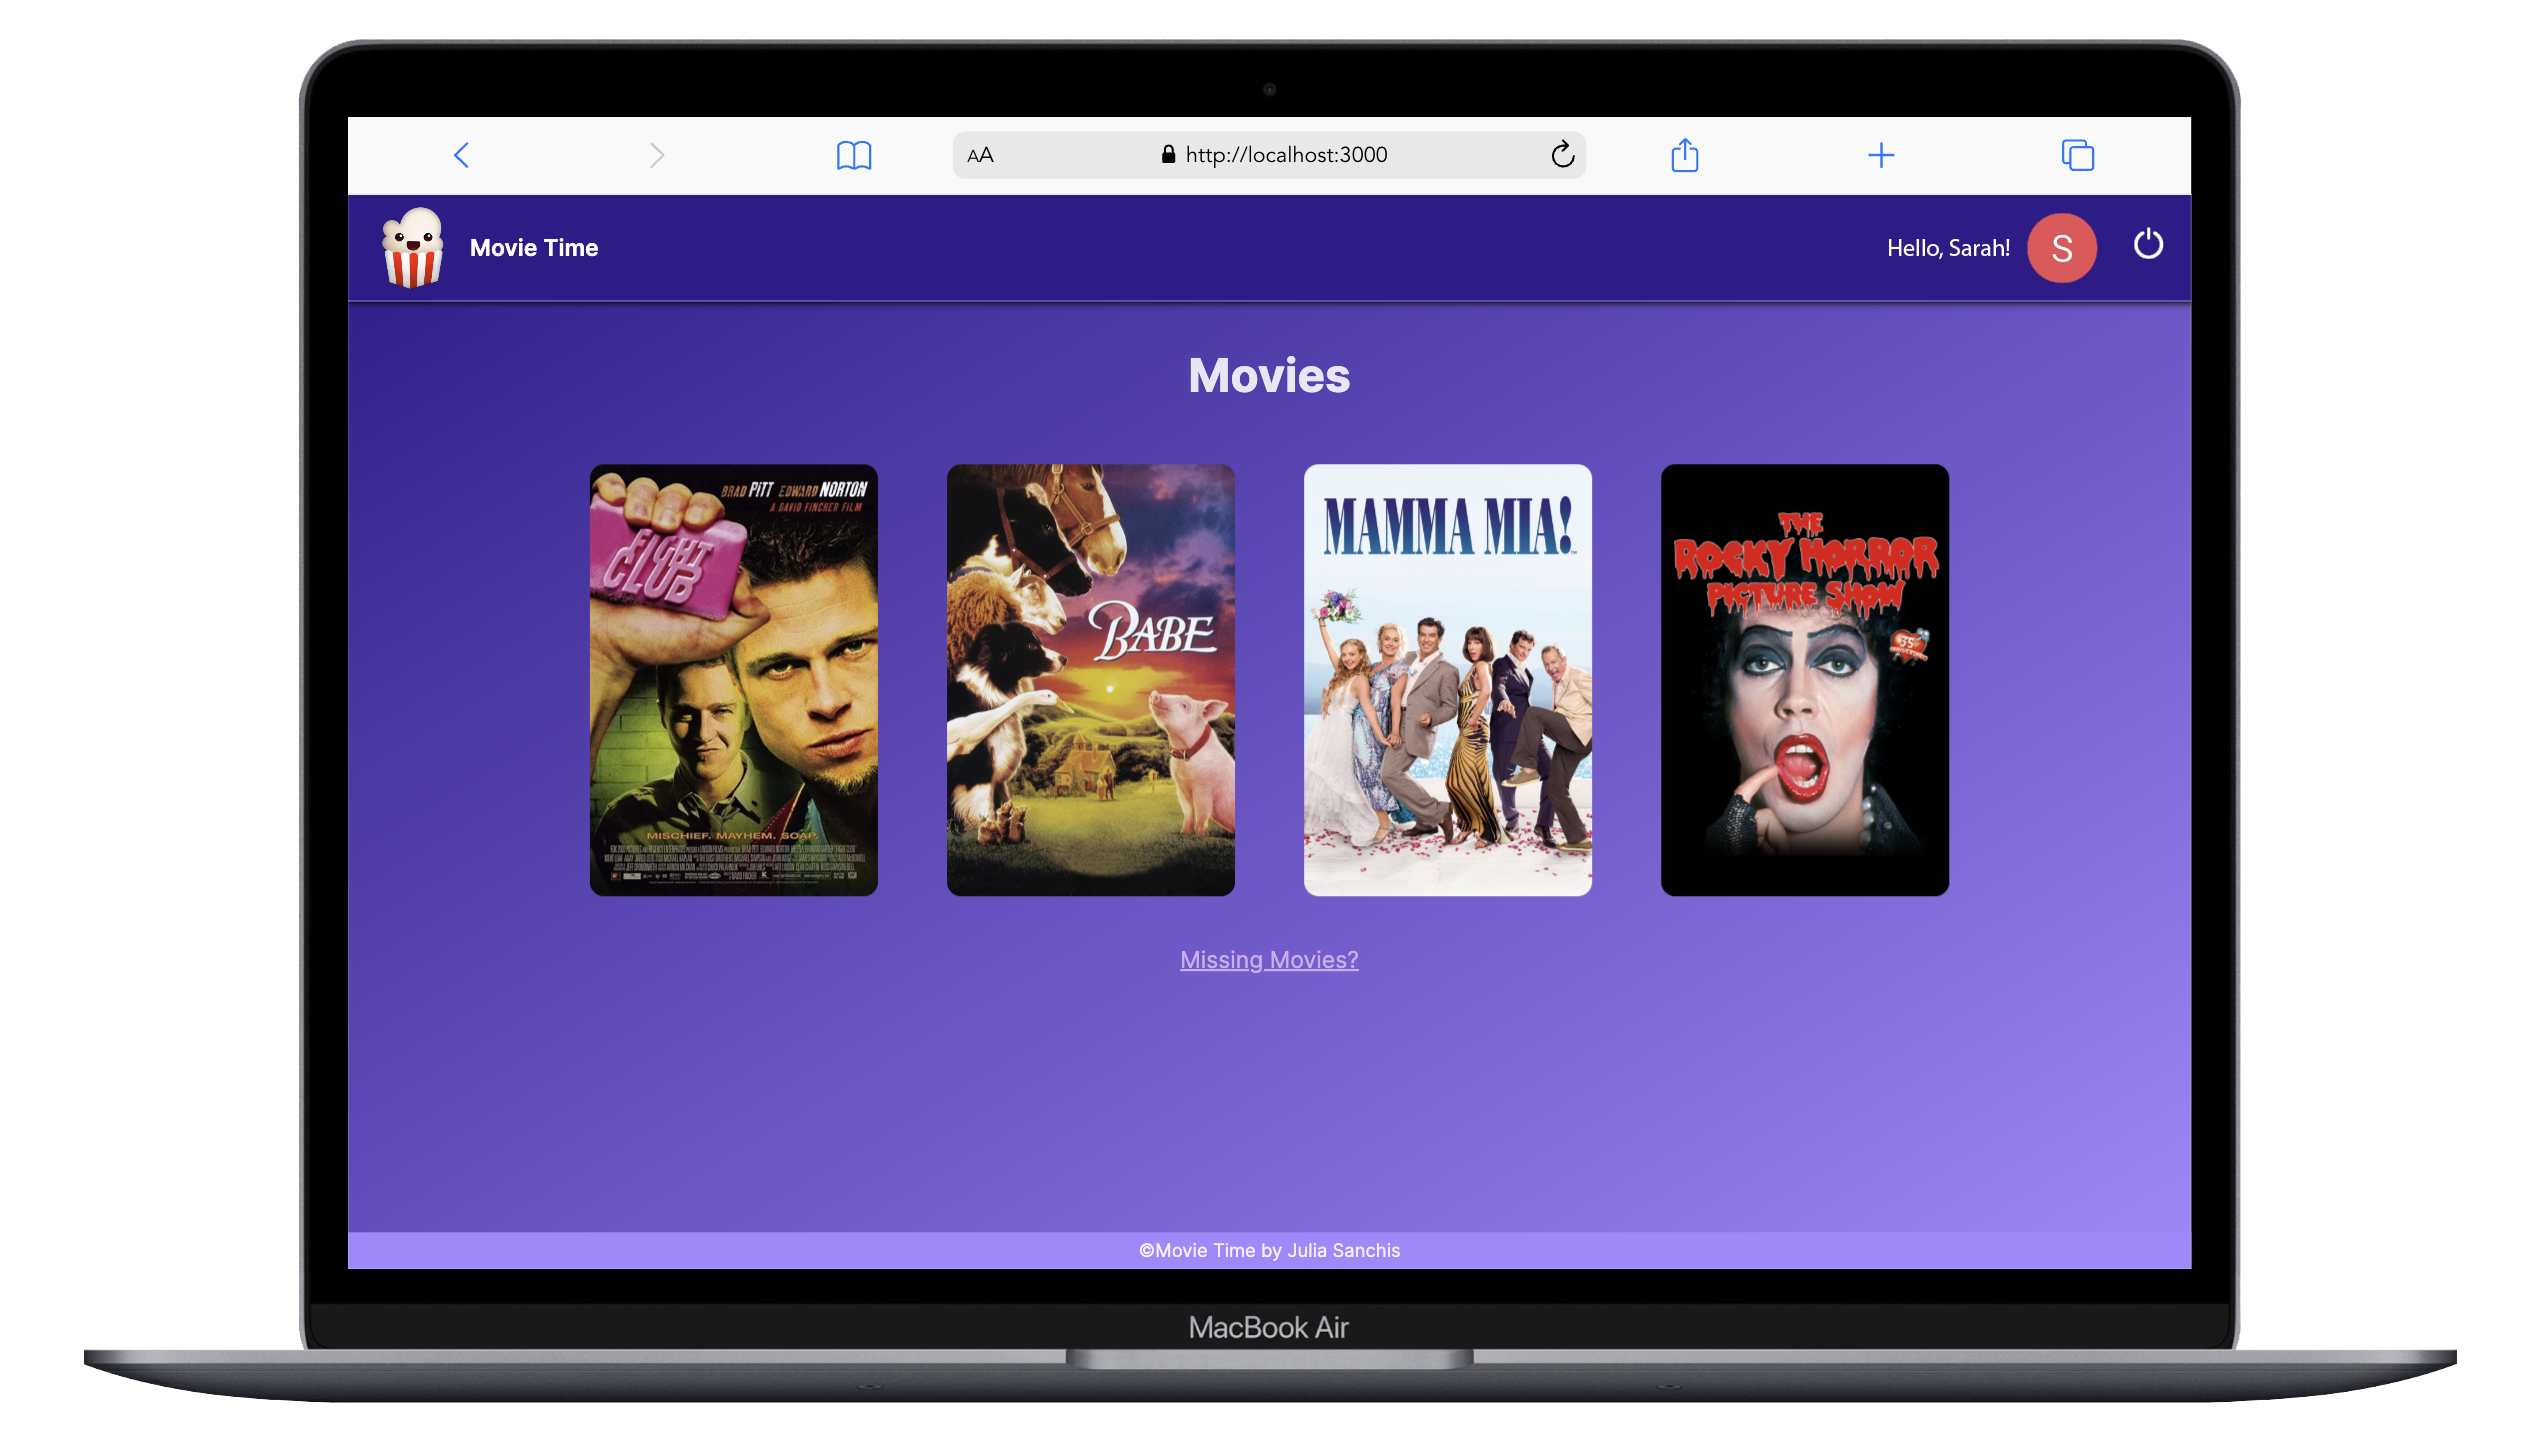 AA
http://localhost:3000
Movie Time
Hello, Sarah!
S
Movies
BRAD PITT EDWARD NORTON
A DAVID FINCHER FILM
FIGHT CLUB
MISCHIEF. MAYHEM. SOAP.
BABE
MAMMA MIA!
THE
ROCKY HORROR
PICTURE SHOW
35th
ANNIVERSARY
Missing Movies?
©Movie Time by Julia Sanchis
MacBook Air